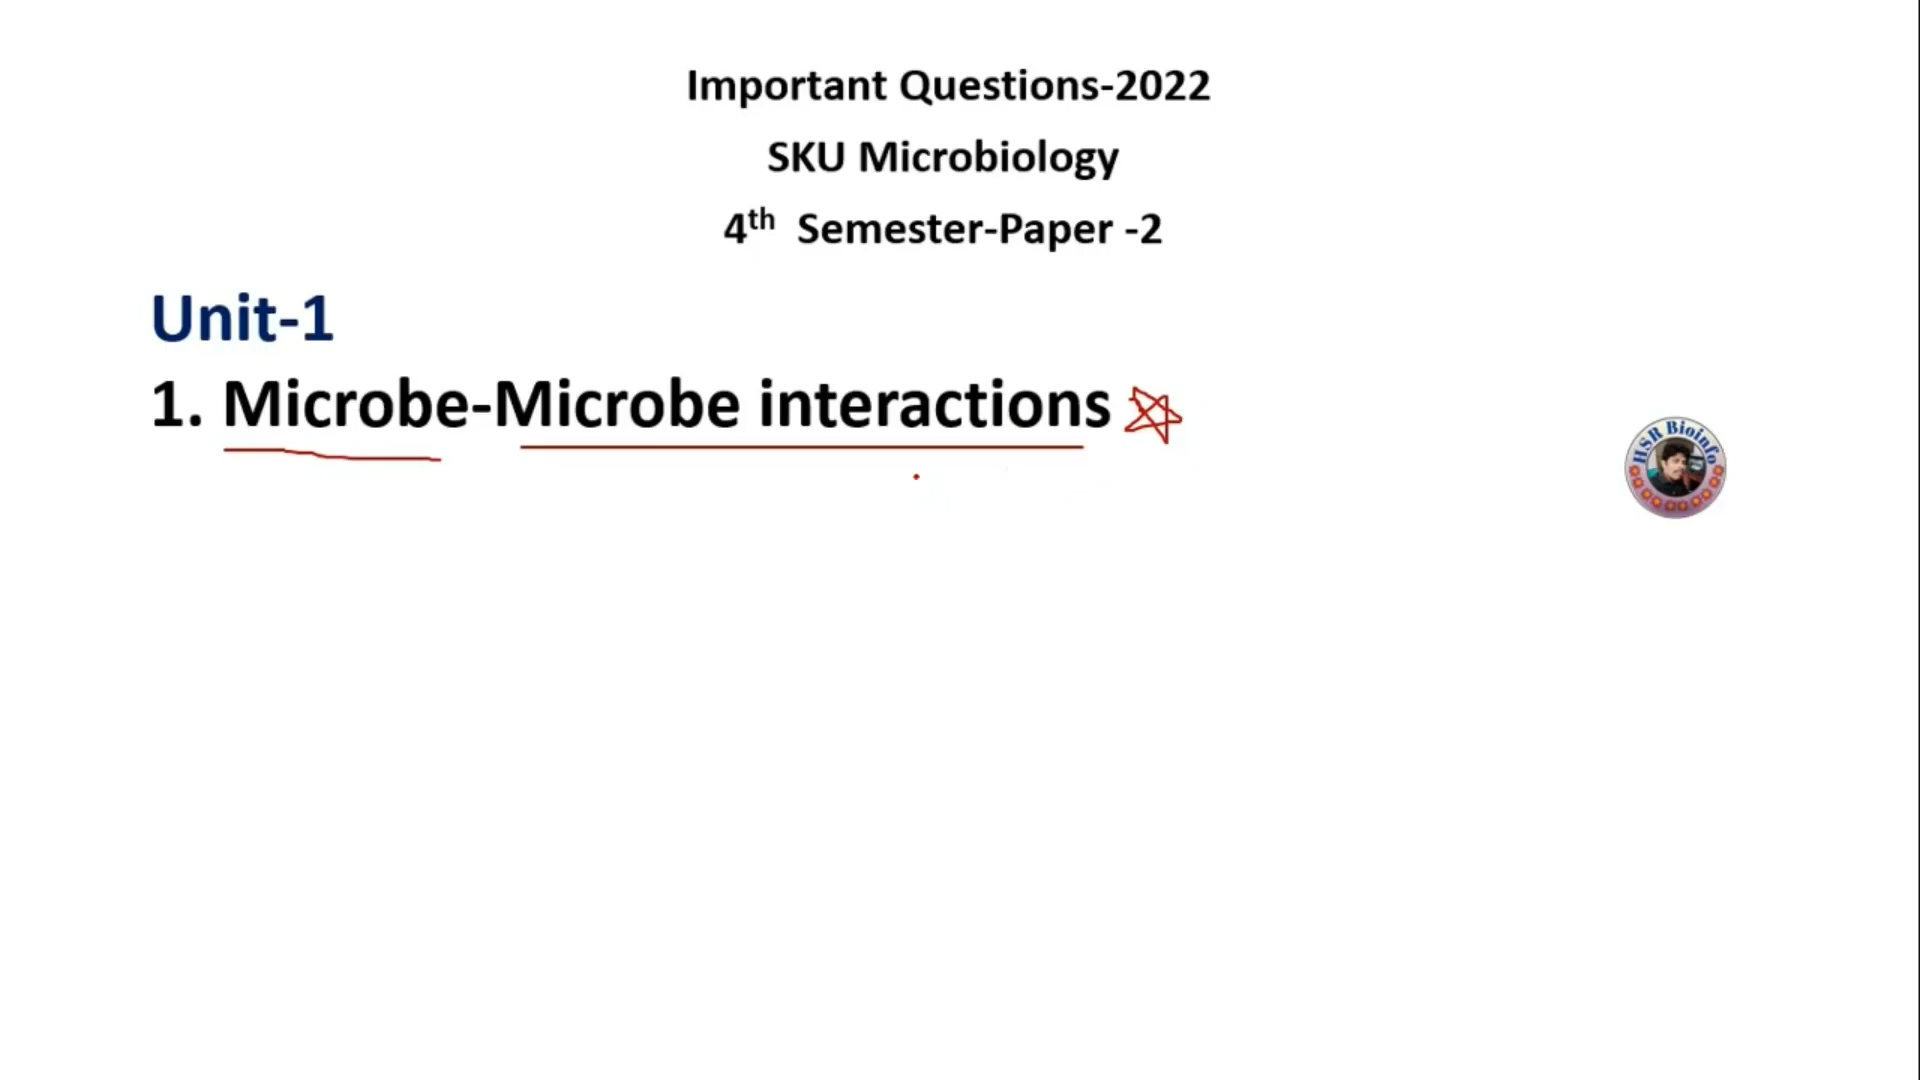 Important Questions-2022
SKU Microbiology
4th Semester-Paper -2
Unit-1
1. Microbe-Microbe interactions
HSR Bioinfo